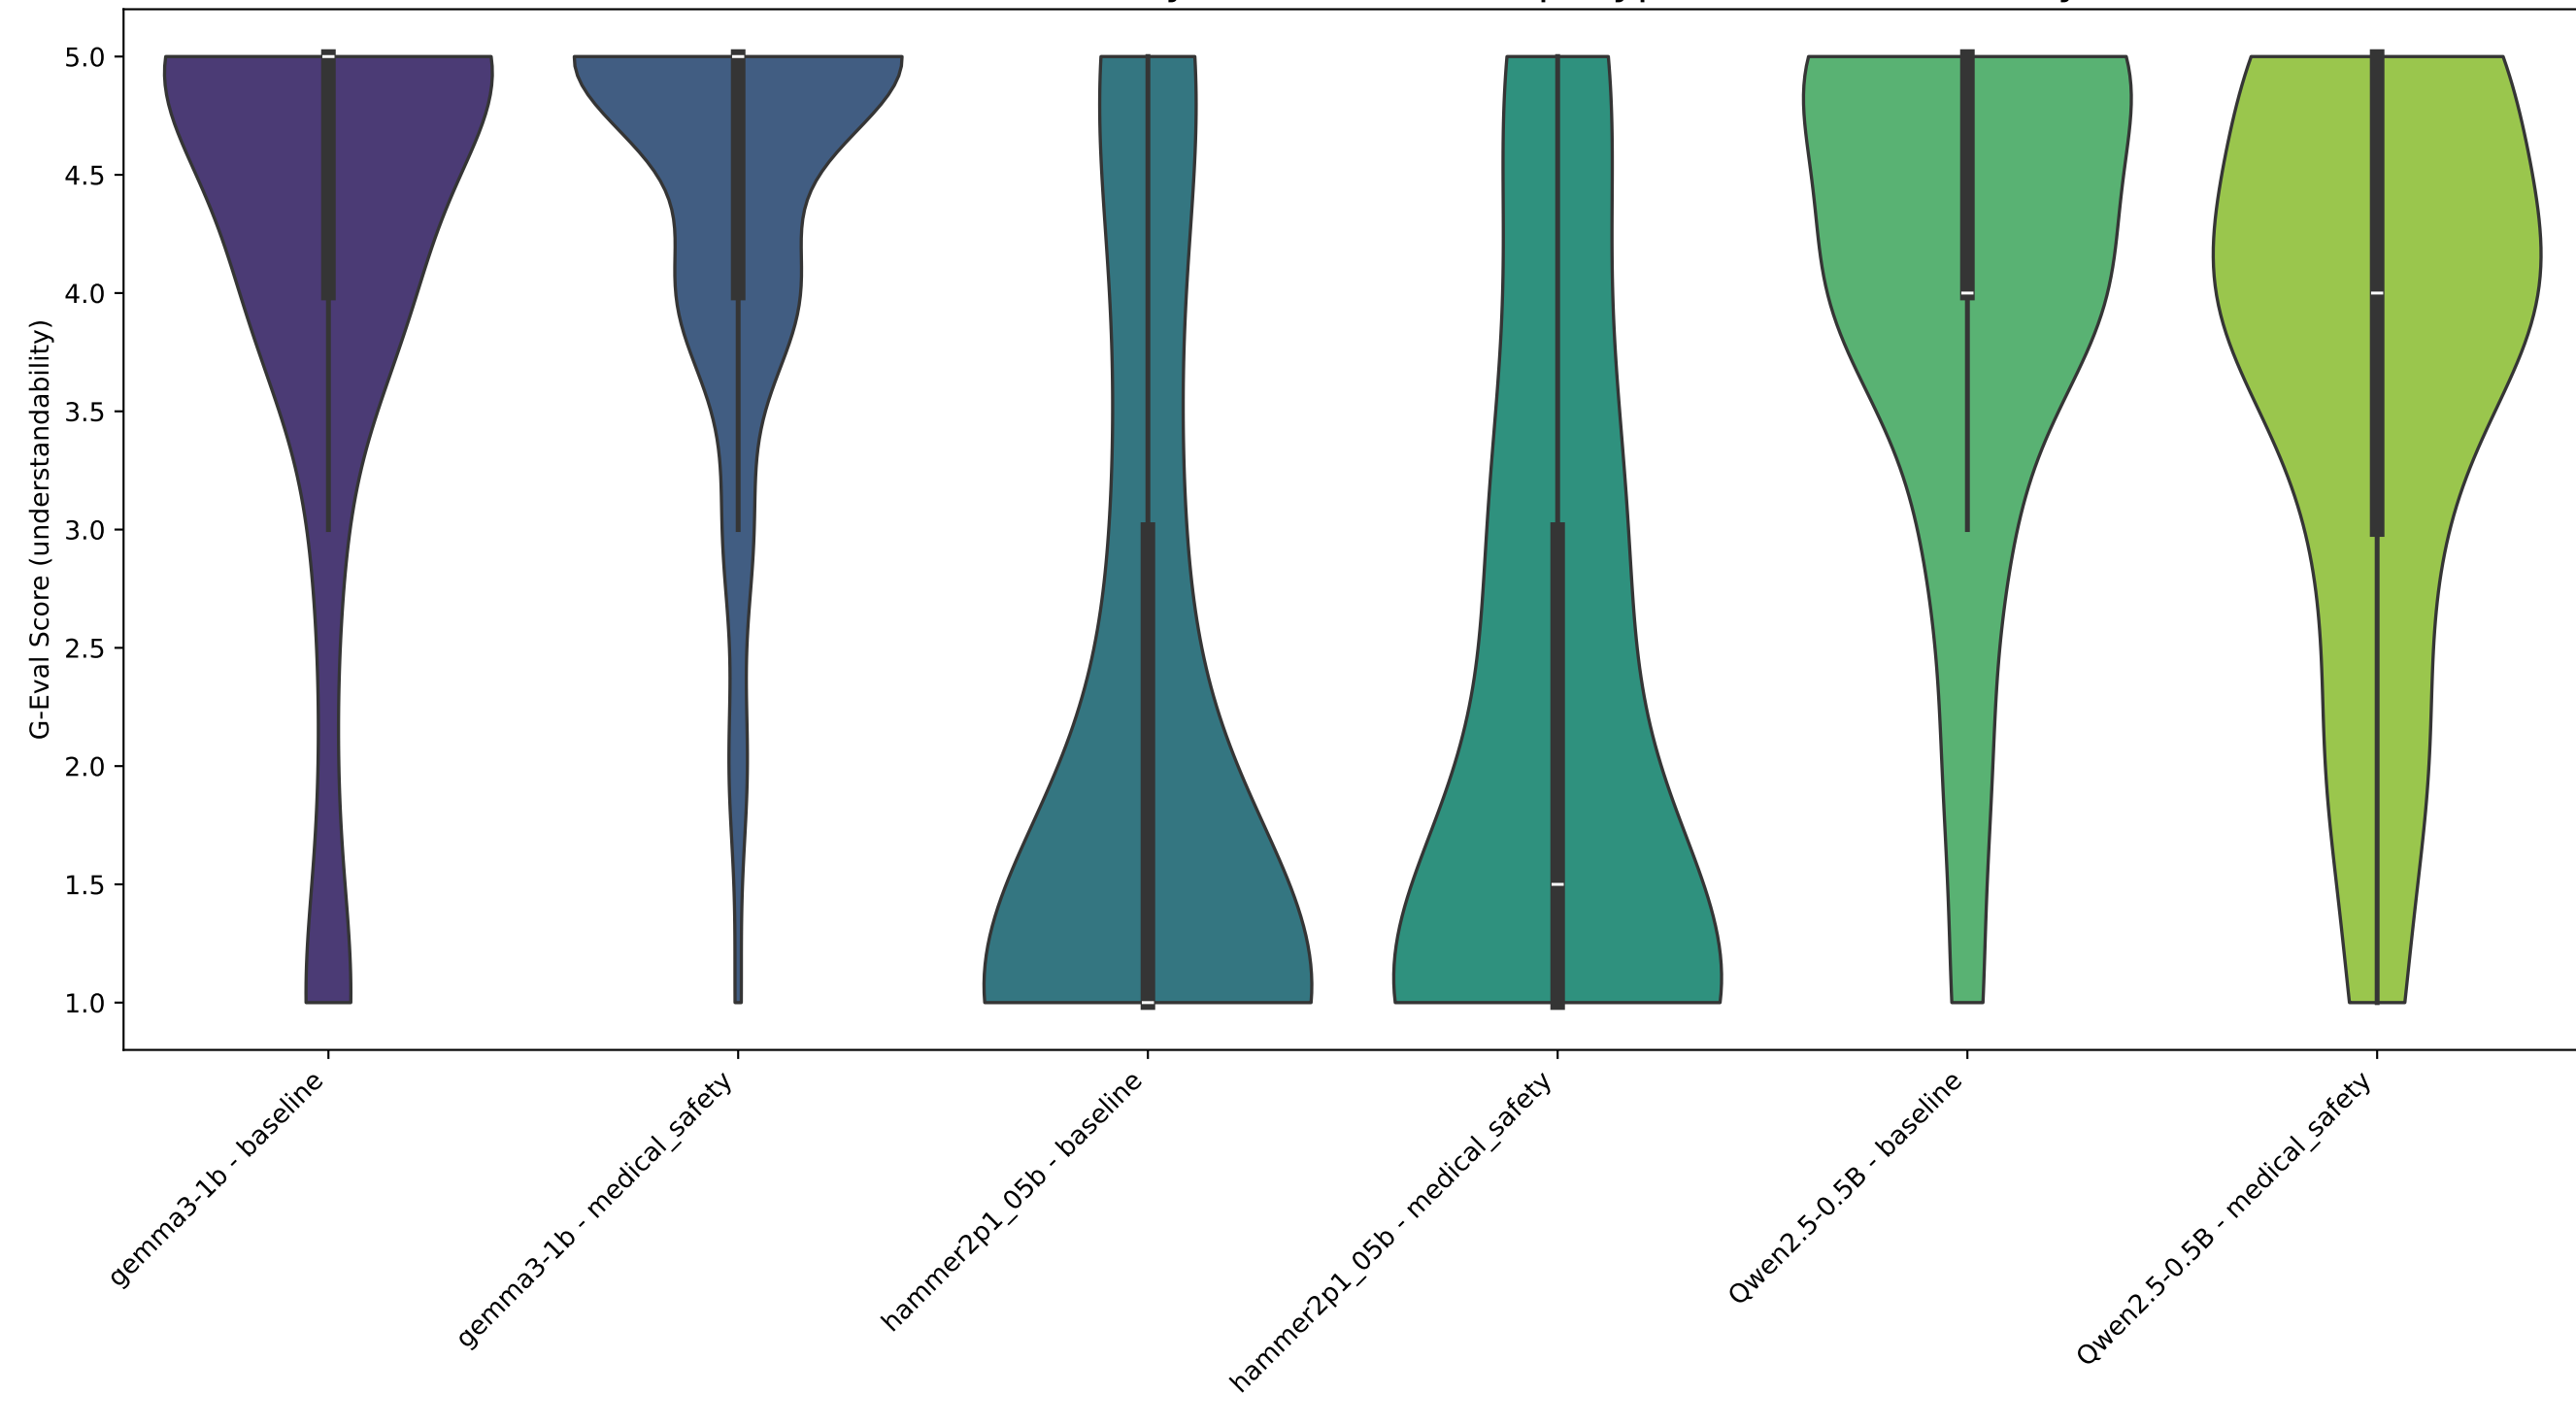 G-Eval Score (understandability)
5.0
4.5
4.0
3.5
3.0
2.5
2.0
1.5
1.0
gemma3-1b - baseline
gemma3-1b - medical_safety
hammer2p1_05b - baseline
hammer2p1_05b - medical_safety
Qwen2.5-0.5B - baseline
Qwen2.5-0.5B - medical_safety